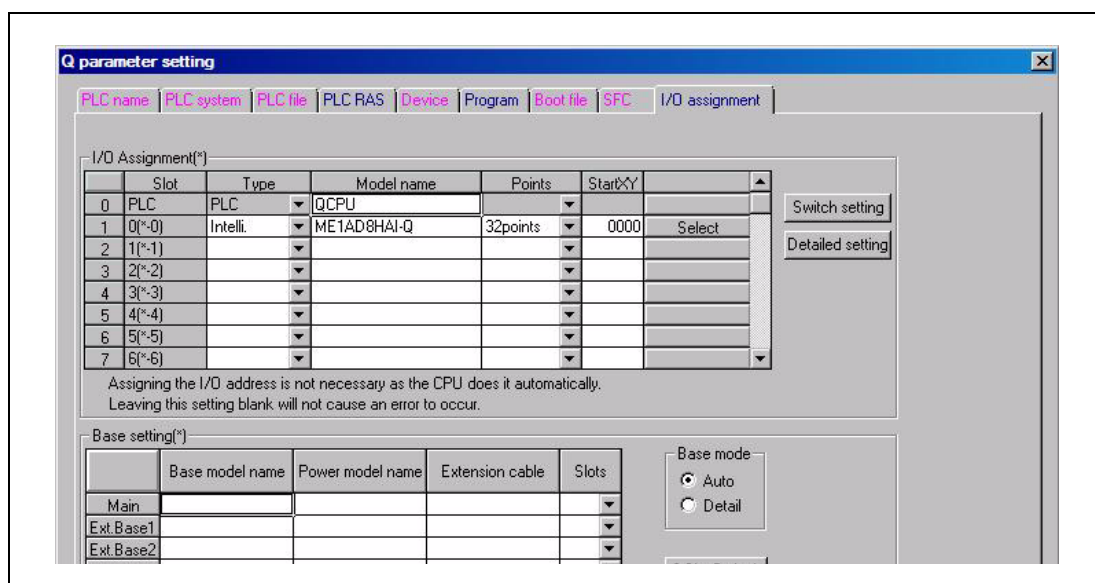 Q parameter setting
PLC name PLC system PLC file PLC RAS Device Program Boot file SFC I/O assignment
I/O Assignment(*)
Slot Type Model name Points StartXY
0 PLC PLC QCPU
1 0(*-0) Intelli. ME1AD8HAI-Q 32points 0000 Select
2 1(*-1)
3 2(*-2)
4 3(*-3)
5 4(*-4)
6 5(*-5)
7 6(*-6)
Switch setting
Detailed setting
Assigning the I/O address is not necessary as the CPU does it automatically.
Leaving this setting blank will not cause an error to occur.
Base setting(*)
Base model name Power model name Extension cable Slots
Main
Ext.Base1
Ext.Base2
Base mode
Auto
Detail